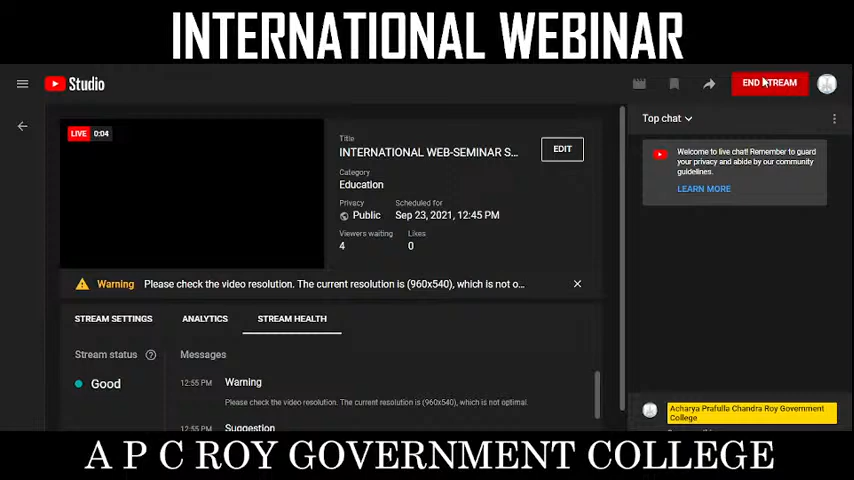 INTERNATIONAL WEBINAR
Studio
END STREAM
LIVE 0:04
Title
INTERNATIONAL WEB-SEMINAR S...
EDIT
Category
Education
Privacy
Scheduled for
Public
Sep 23, 2021, 12:45 PM
Viewers waiting
Likes
4
0
Warning Please check the video resolution. The current resolution is (960x540), which is not o...
STREAM SETTINGS
ANALYTICS
STREAM HEALTH
Stream status
Good
Messages
12:55 PM
Warning
Please check the video resolution. The current resolution is (960x540), which is not optimal.
12:55 PM
Suggestion
Top chat
Welcome to live chat! Remember to guard
your privacy and abide by our community
guidelines.
LEARN MORE
Acharya Prafulla Chandra Roy Government
College
A P C ROY GOVERNMENT COLLEGE